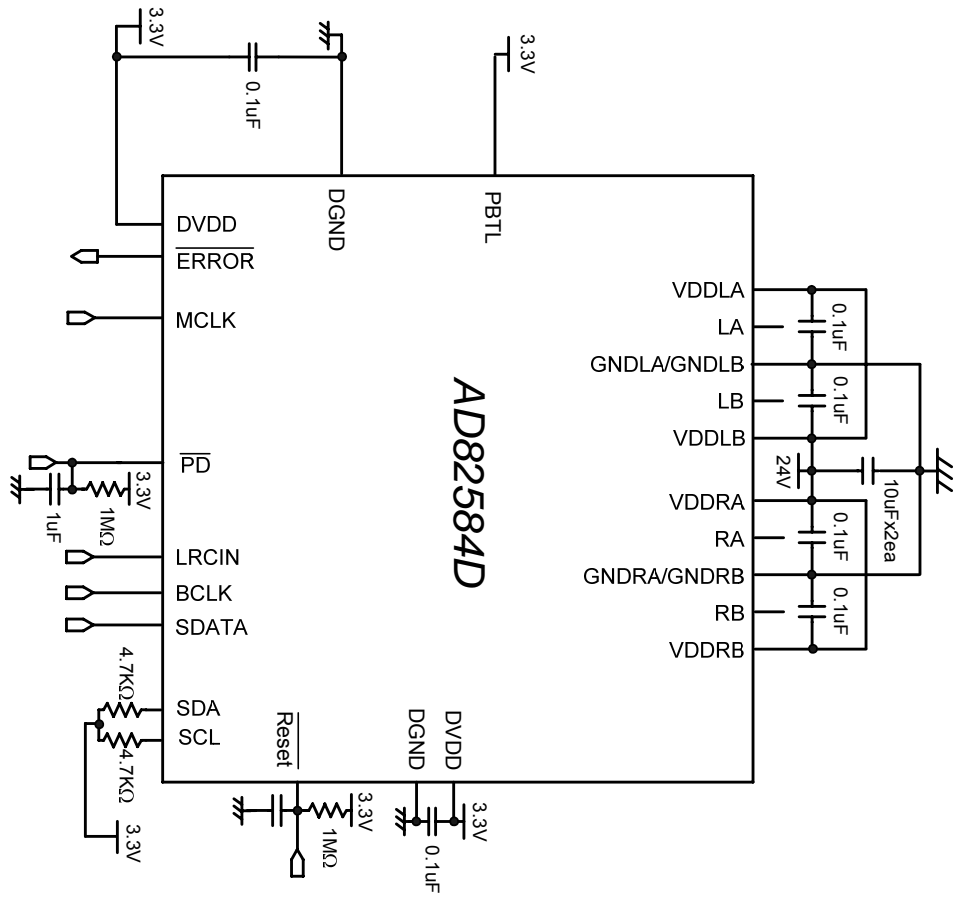 3.3V
0.1uF
3.3V
DGND
PBTL
DVDD
ERROR
MCLK
PD
3.3V
1MΩ
1uF
LRCIN
BCLK
SDATA
SDA
SCL
4.7KΩ
4.7KΩ
3.3V
AD82584D
VDDLA
LA
GNDLA/GNDLB
LB
VDDLB
VDDRA
RA
GNDRA/GNDRB
RB
VDDRB
0.1uF
0.1uF
24V
10uFx2ea
0.1uF
0.1uF
Reset
DGND
DVDD
3.3V
1MΩ
3.3V
0.1uF